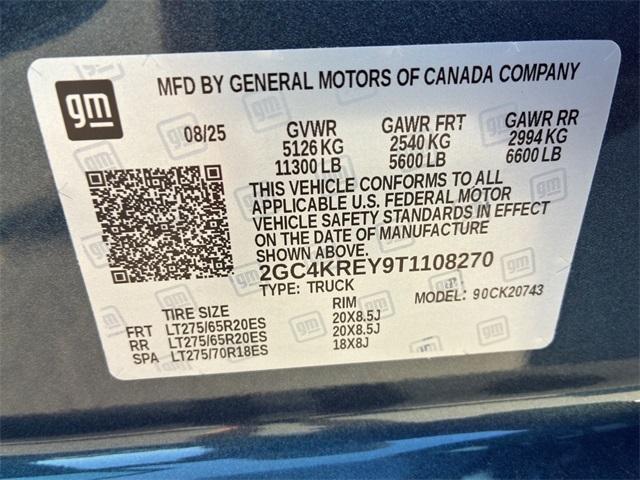 gm
MFD BY GENERAL MOTORS OF CANADA COMPANY
08/25 GVWR GAWR FRT GAWR RR
5126 KG 2540 KG 2994 KG
11300 LB 5600 LB 6600 LB
THIS VEHICLE CONFORMS TO ALL
APPLICABLE U.S. FEDERAL MOTOR
VEHICLE SAFETY STANDARDS IN EFFECT
ON THE DATE OF MANUFACTURE
SHOWN ABOVE.
2GC4KREY9T1108270
TYPE: TRUCK MODEL: 90CK20743
TIRE SIZE RIM
FRT LT275/65R20ES 20X8.5J
RR LT275/65R20ES 20X8.5J
SPA LT275/70R18ES 18X8J